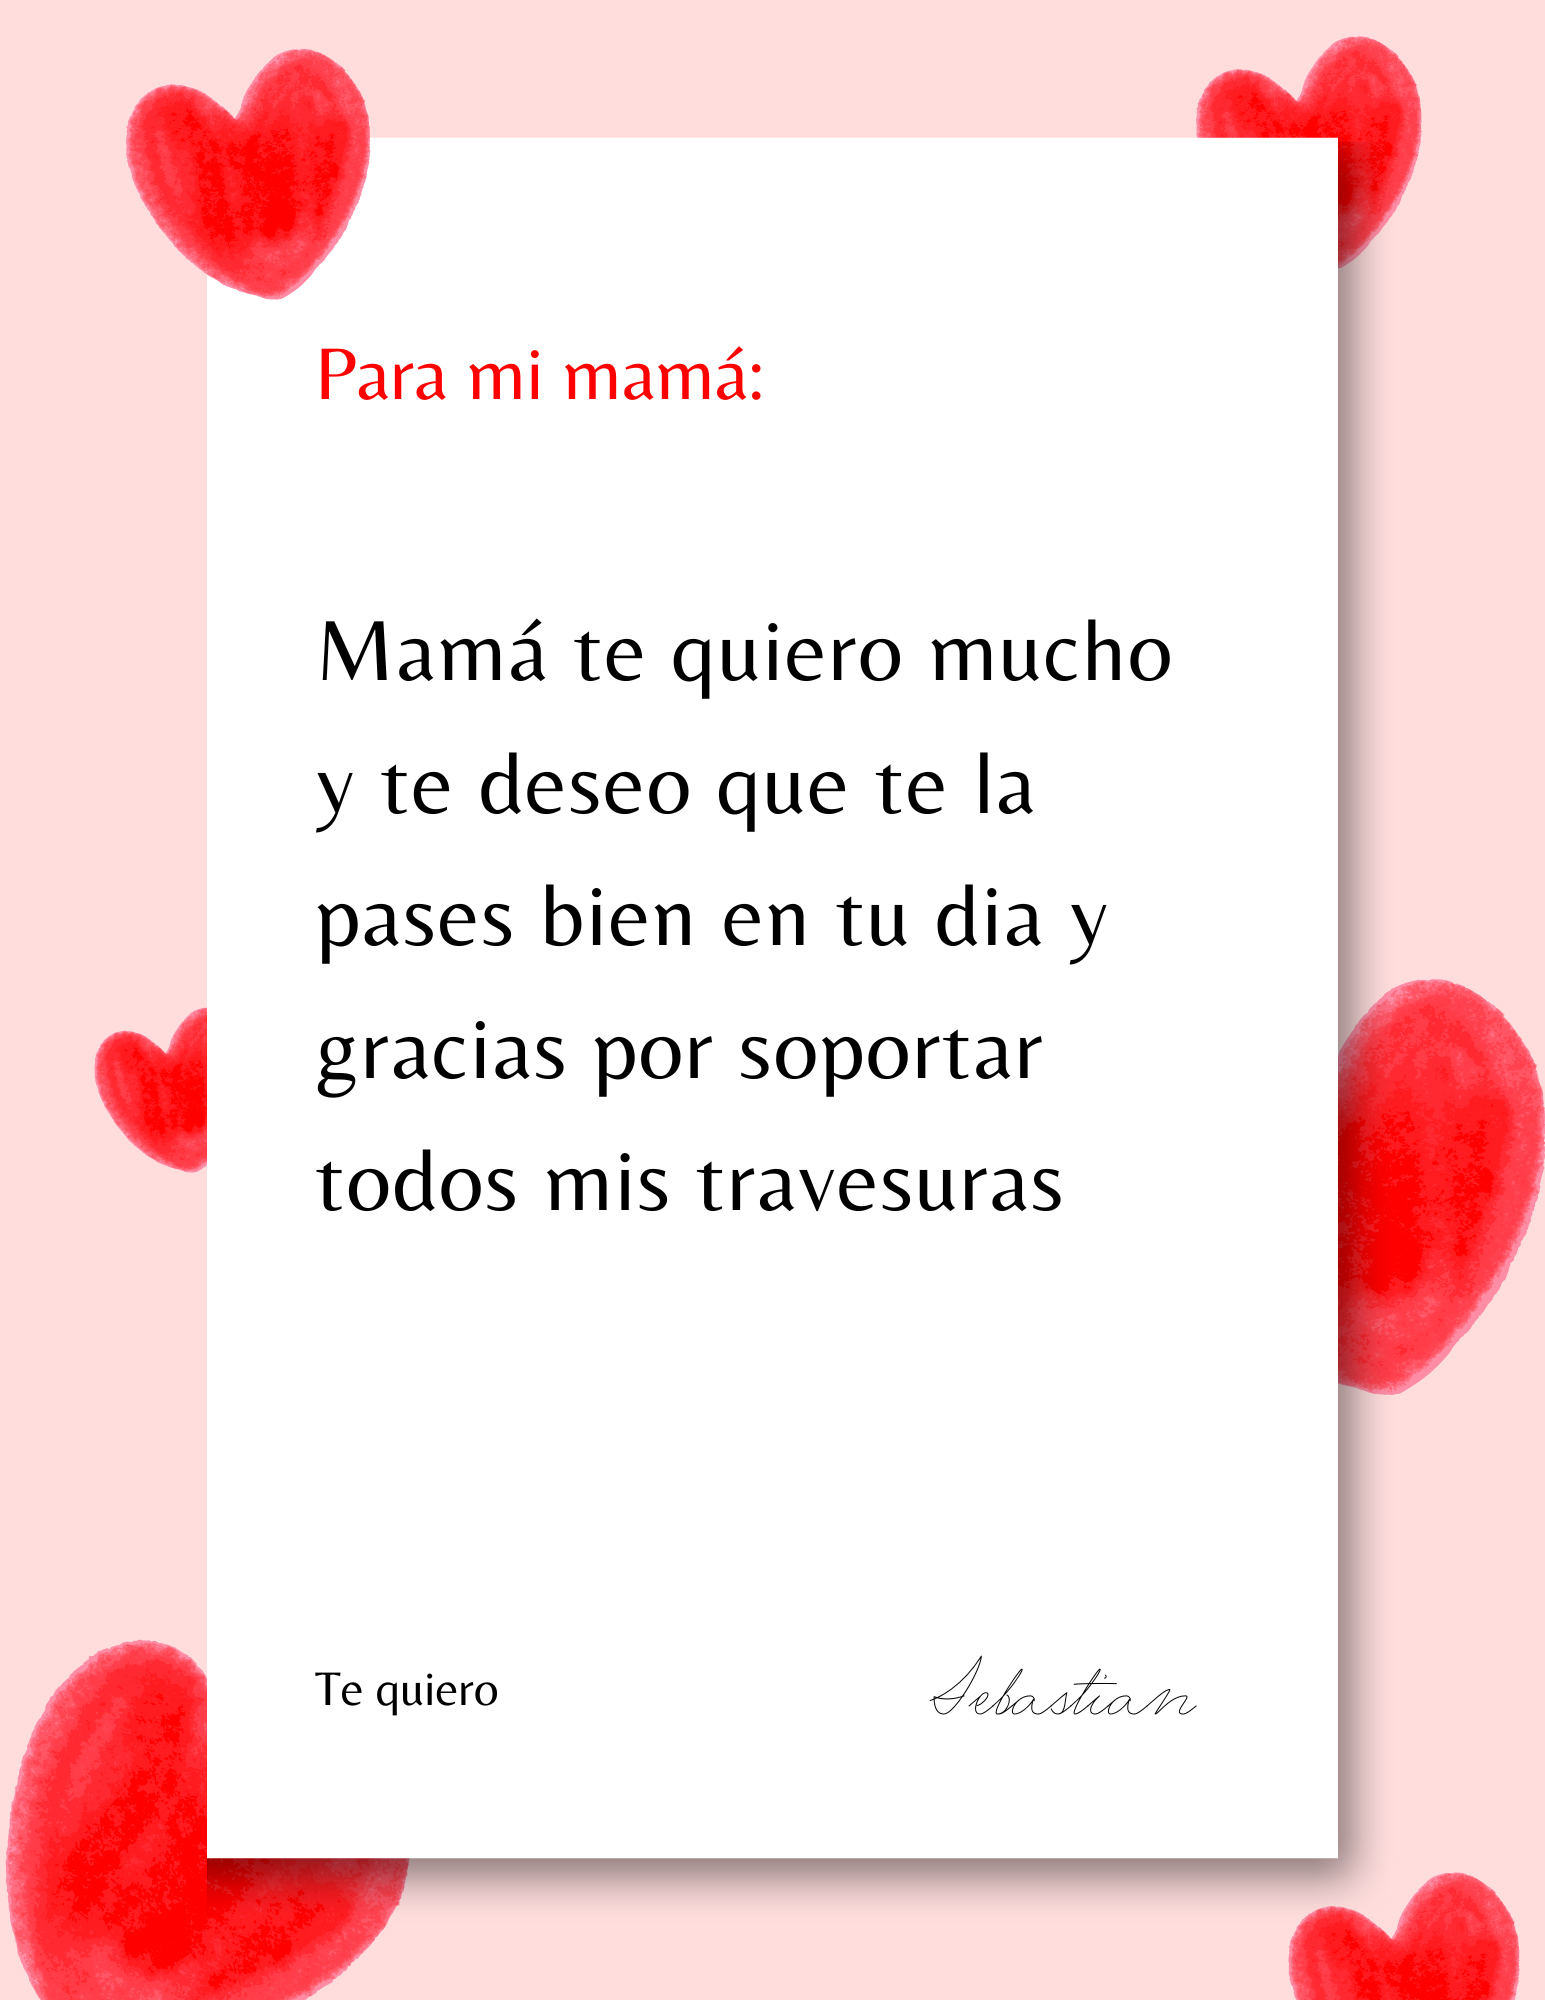 Para mi mamá:
Mamá te quiero mucho
y te deseo que te la
pases bien en tu dia y
gracias por soportar
todos mis travesuras
Te quiero
Sebastian